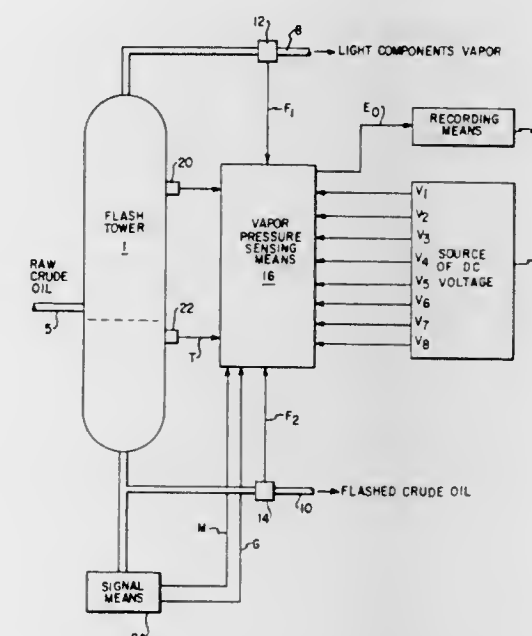 12
8
LIGHT COMPONENTS VAPOR
F1
E0
RECORDING
MEANS
20
FLASH
TOWER
1
VAPOR
PRESSURE
SENSING
MEANS
16
V1
V2
V3
V4
V5
V6
V7
V8
SOURCE
OF DC
VOLTAGE
RAW
CRUDE
OIL
5
22
T
F2
M
G
14
10
FLASHED CRUDE OIL
SIGNAL
MEANS